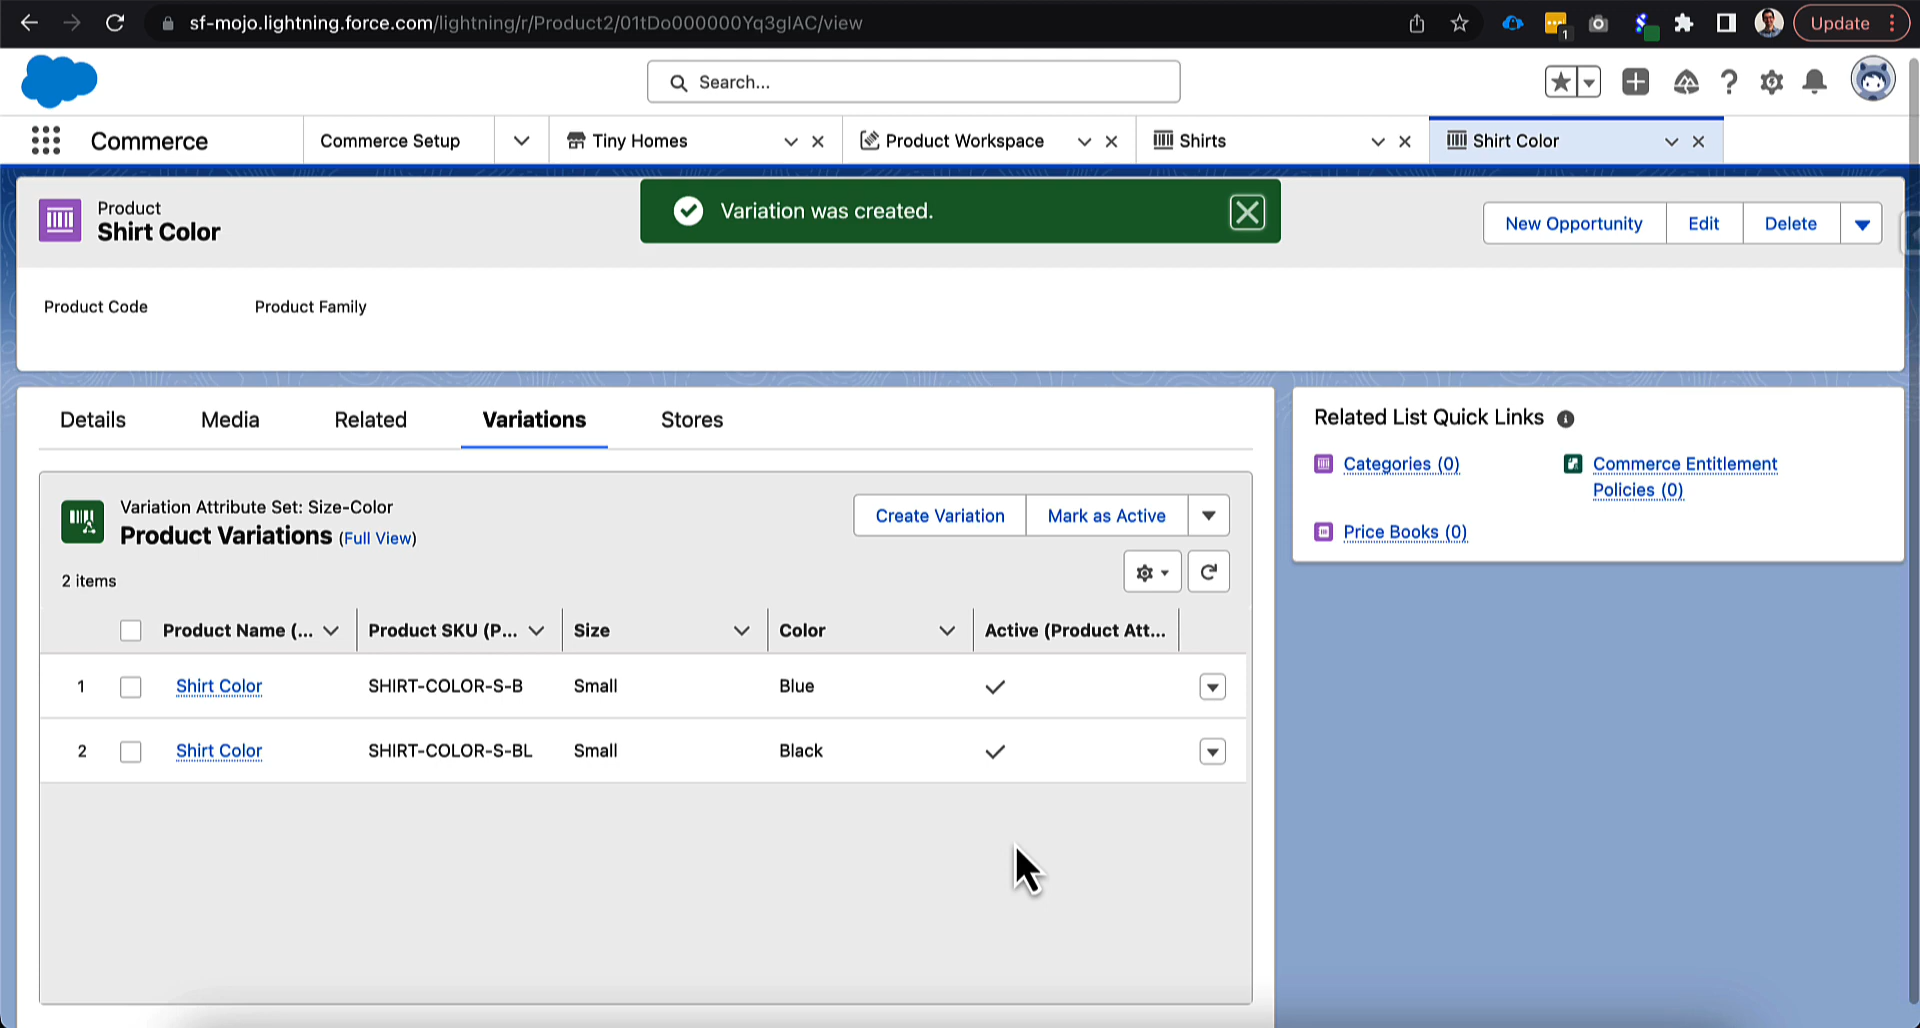 sf-mojo.lightning.force.com/lightning/r/Product2/01tDo000000Yq3gIAC/view
1
Update
Search...
Commerce
Commerce Setup
Tiny Homes
Product Workspace
Shirts
Shirt Color
Product
Shirt Color
Variation was created.
New Opportunity
Edit
Delete
Product Code
Product Family
Details
Media
Related
Variations
Stores
Variation Attribute Set: Size-Color
Product Variations (Full View)
Create Variation
Mark as Active
2 items
Product Name (...
Product SKU (P...
Size
Color
Active (Product Att...
1 Shirt Color SHIRT-COLOR-S-B Small Blue
2 Shirt Color SHIRT-COLOR-S-BL Small Black
Related List Quick Links
Categories (0)
Commerce Entitlement
Policies (0)
Price Books (0)